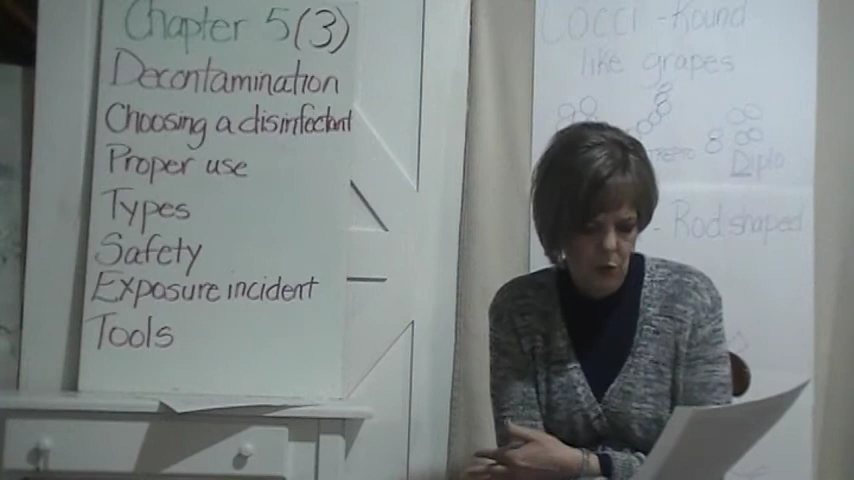 Chapter 5(3)
Decontamination
Choosing a disinfectant
Proper use
Types
Safety
Exposure incident
Tools
COCCI - Round
like grapes
Diplo
- Rod shaped